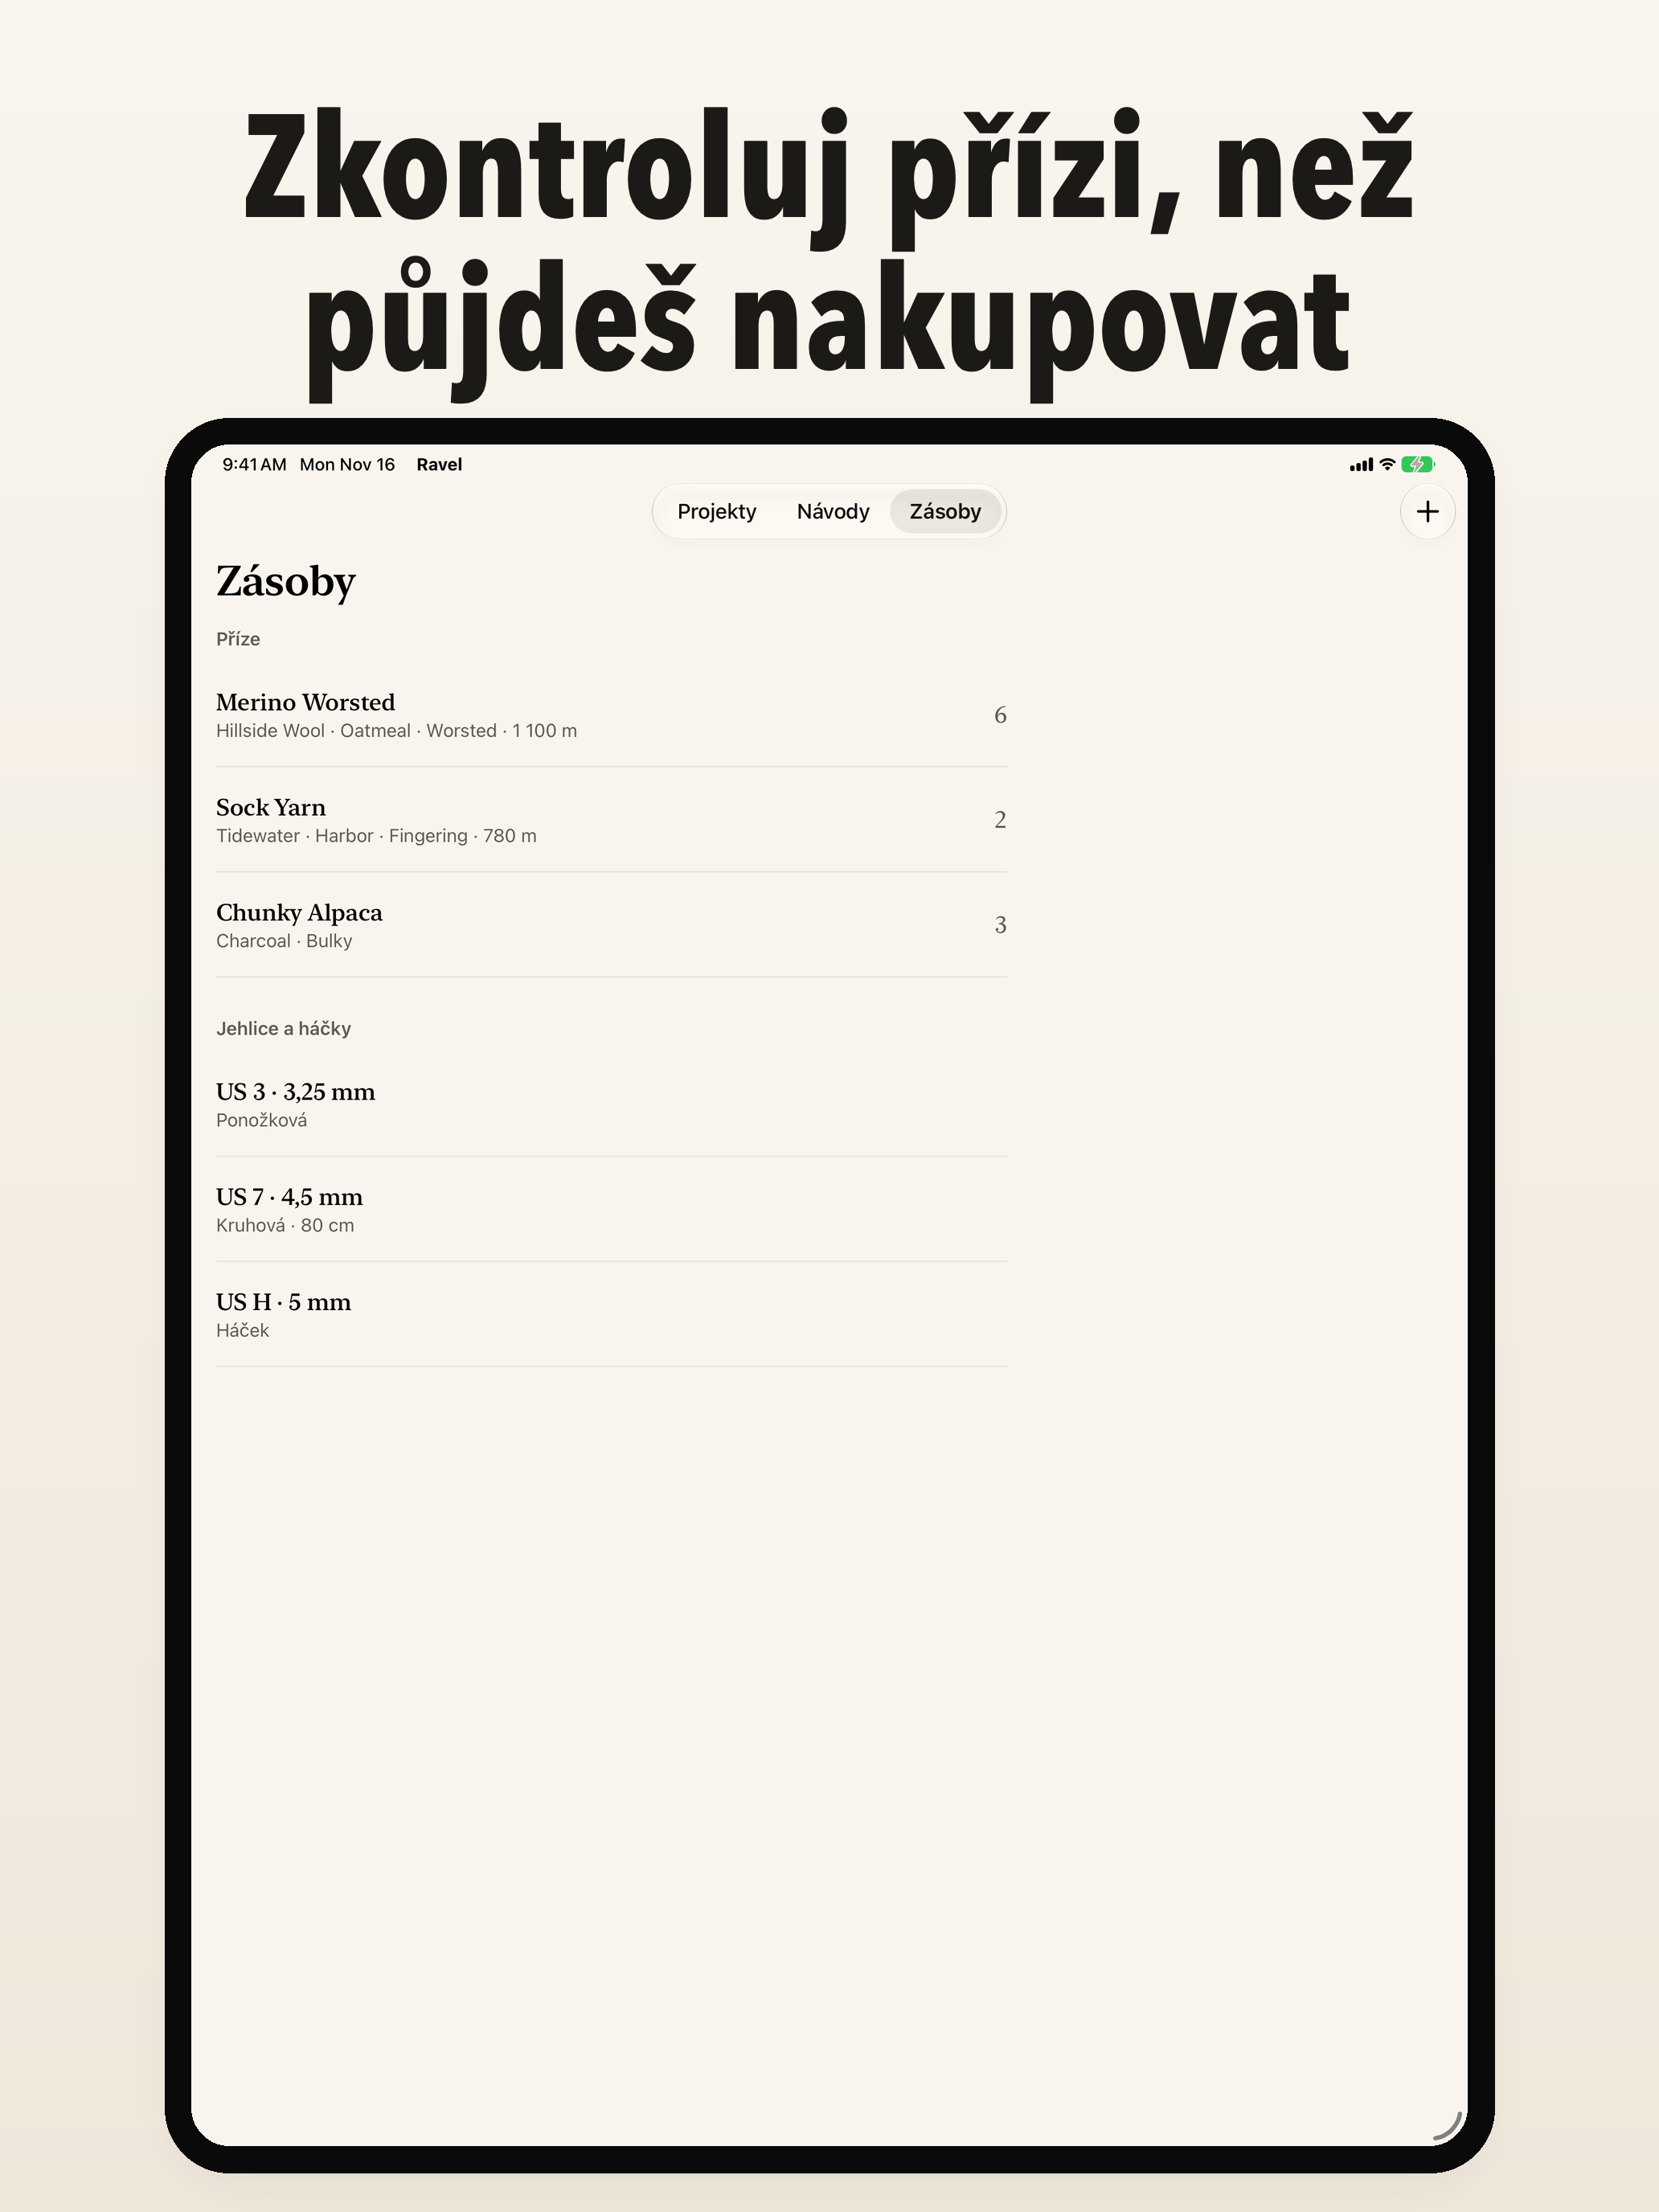 Zkontroluj přízi, než
půjdeš nakupovat
9:41 AM Mon Nov 16 Ravel
Projekty Návody Zásoby
Zásoby
Příze
Merino Worsted
Hillside Wool · Oatmeal · Worsted · 1 100 m
6
Sock Yarn
Tidewater · Harbor · Fingering · 780 m
2
Chunky Alpaca
Charcoal · Bulky
3
Jehlice a háčky
US 3 · 3,25 mm
Ponožková
US 7 · 4,5 mm
Kruhová · 80 cm
US H · 5 mm
Háček